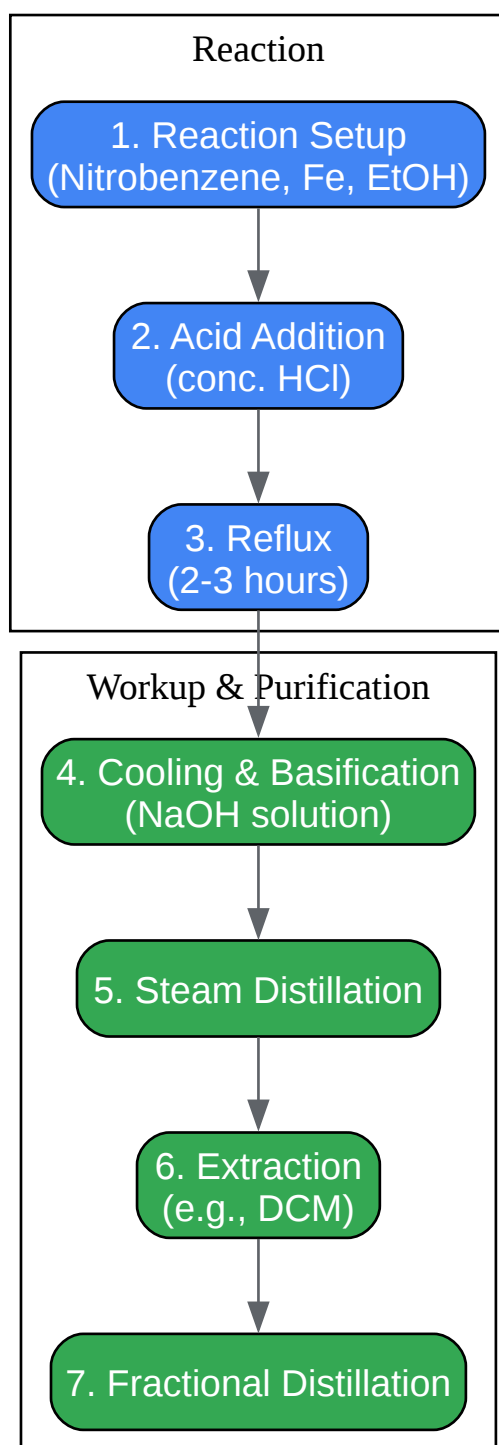 Reaction
1. Reaction Setup
(Nitrobenzene, Fe, EtOH)
2. Acid Addition
(conc. HCl)
3. Reflux
(2-3 hours)
Workup & Purification
4. Cooling & Basification
(NaOH solution)
5. Steam Distillation
6. Extraction
(e.g., DCM)
7. Fractional Distillation